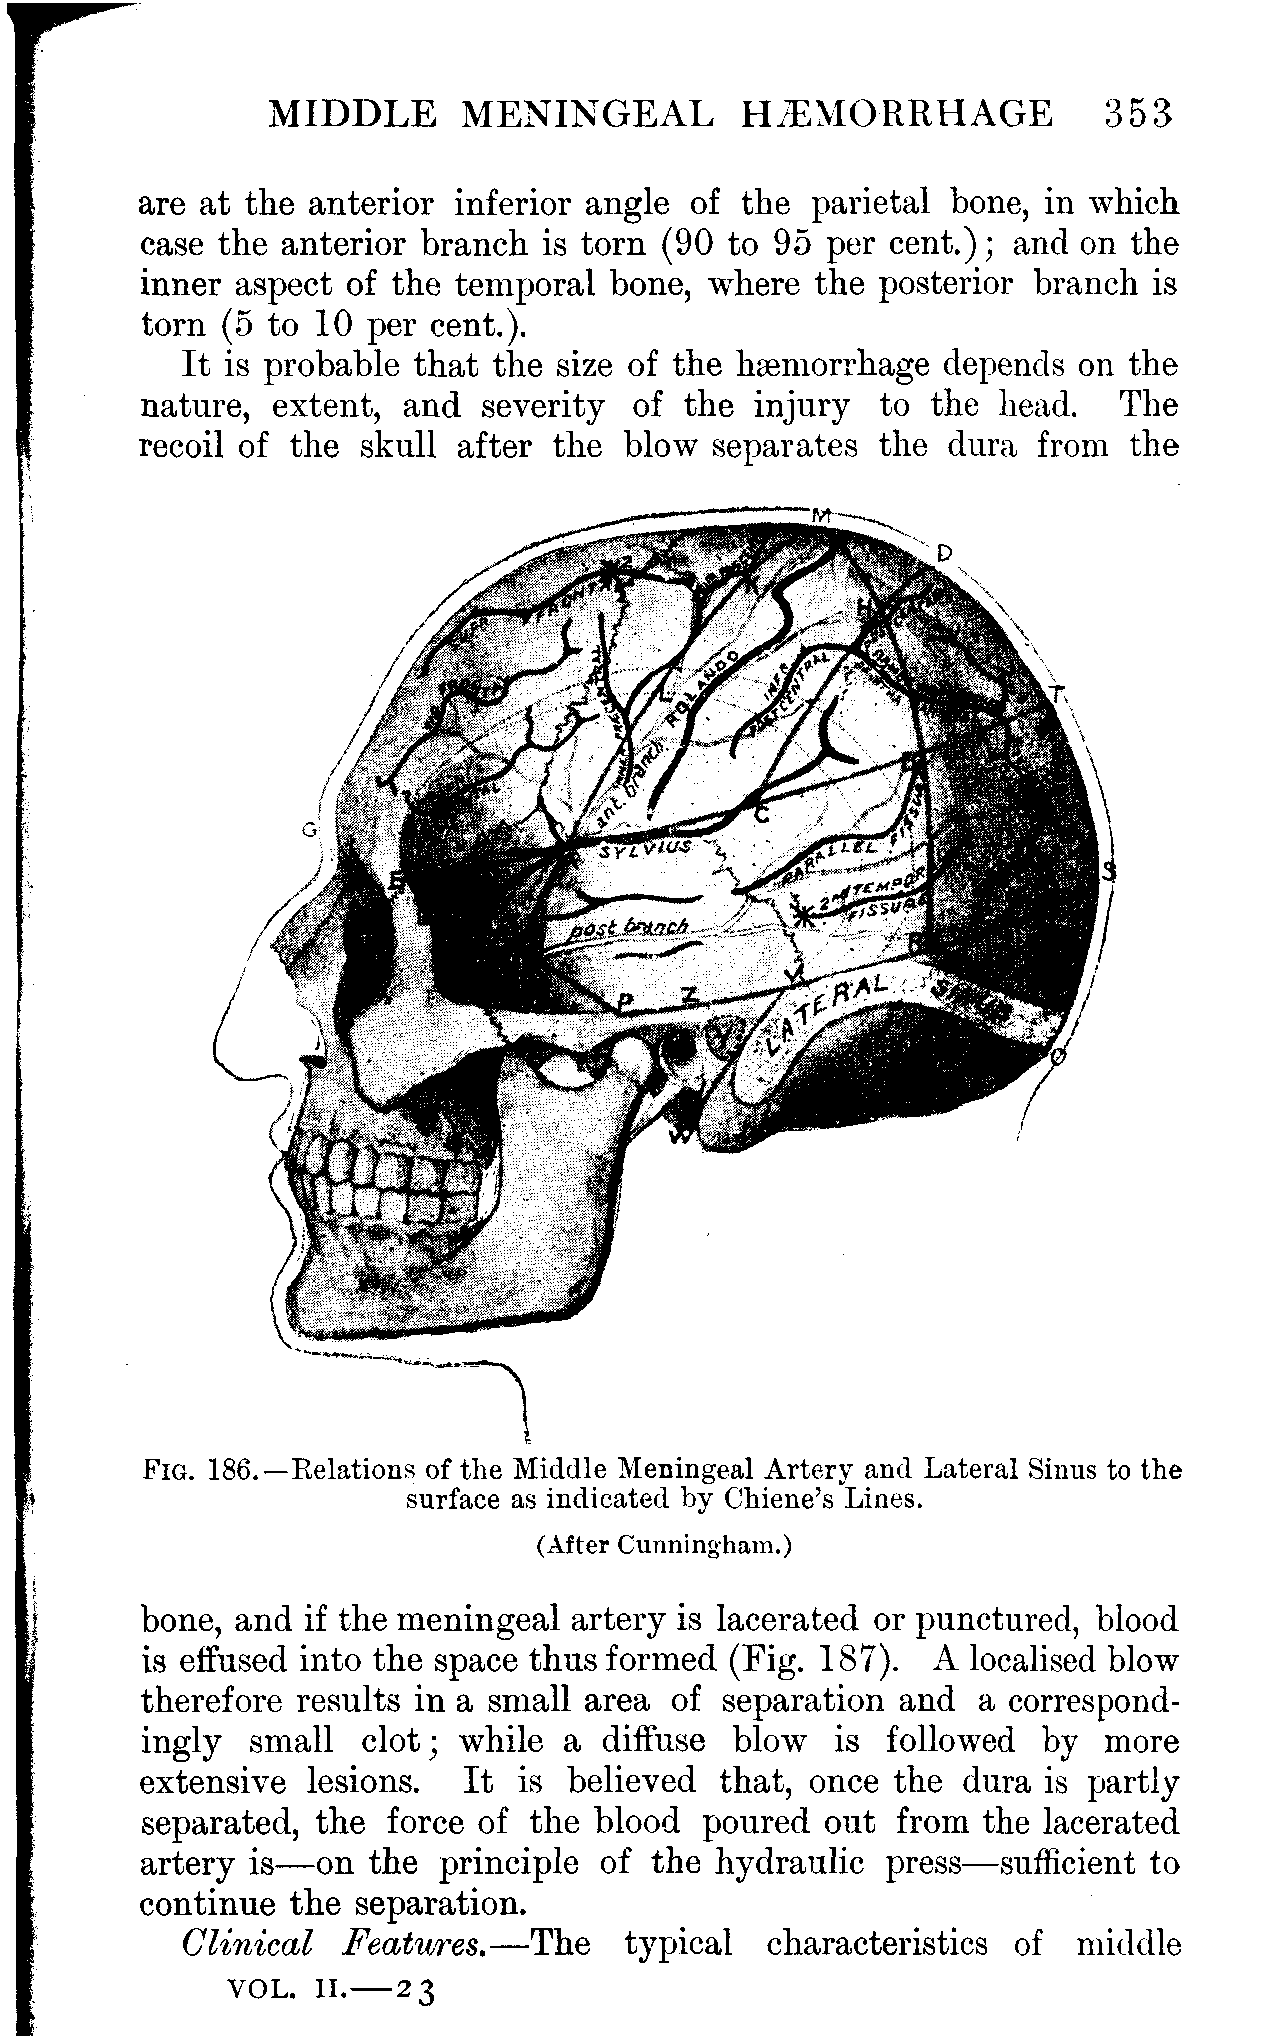 MIDDLE MENINGEAL HÆMORRHAGE 353
are at the anterior inferior angle of the parietal bone, in which
case the anterior branch is torn (90 to 95 per cent.); and on the
inner aspect of the temporal bone, where the posterior branch is
torn (5 to 10 per cent.).
It is probable that the size of the hæmorrhage depends on the
nature, extent, and severity of the injury to the head. The
recoil of the skull after the blow separates the dura from the
M
D
H
L
ROLANDO
INFR
POSTCENTRAL
T
ant. branch
C
G
SYLVIUS
PARALLEL FISSURE
S
E
2nd TEMPOR
FISSURE
post branch
R
P
Z
V
LATERAL SINUS
Y
O
W
FIG. 186.—Relations of the Middle Meningeal Artery and Lateral Sinus to the
surface as indicated by Chiene's Lines.
(After Cunningham.)
bone, and if the meningeal artery is lacerated or punctured, blood
is effused into the space thus formed (Fig. 187). A localised blow
therefore results in a small area of separation and a correspond-
ingly small clot; while a diffuse blow is followed by more
extensive lesions. It is believed that, once the dura is partly
separated, the force of the blood poured out from the lacerated
artery is—on the principle of the hydraulic press—sufficient to
continue the separation.
Clinical Features.—The typical characteristics of middle
VOL. II.—23